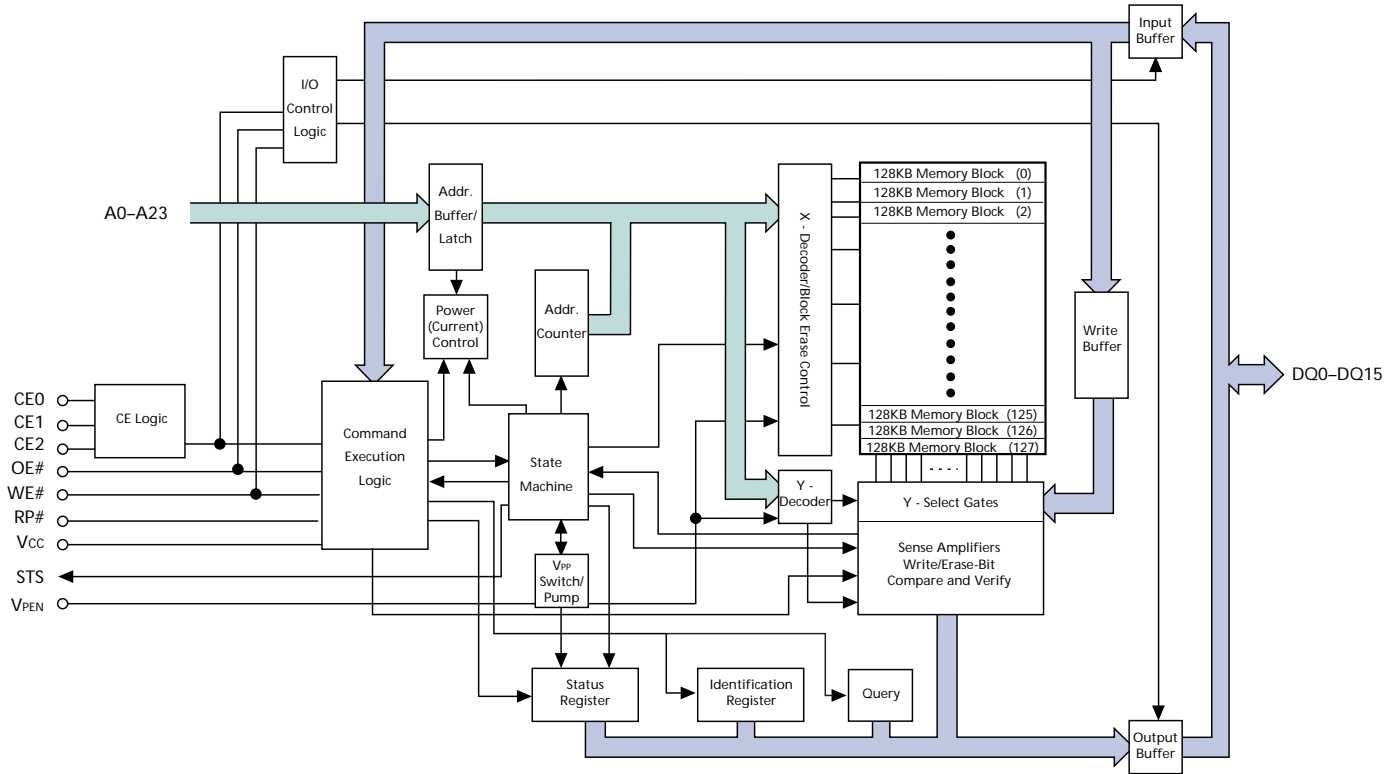 Input
Buffer
I/O
Control
Logic
A0–A23
Addr.
Buffer/
Latch
X - Decoder/Block Erase Control
128KB Memory Block (0)
128KB Memory Block (1)
128KB Memory Block (2)
Power
(Current)
Control
Addr.
Counter
Write
Buffer
DQ0–DQ15
CE0
CE1
CE2
OE#
WE#
RP#
VCC
STS
VPEN
CE Logic
Command
Execution
Logic
State
Machine
128KB Memory Block (125)
128KB Memory Block (126)
128KB Memory Block (127)
Y -
Decoder
Y - Select Gates
Sense Amplifiers
Write/Erase-Bit
Compare and Verify
VPP
Switch/
Pump
Status
Register
Identification
Register
Query
Output
Buffer